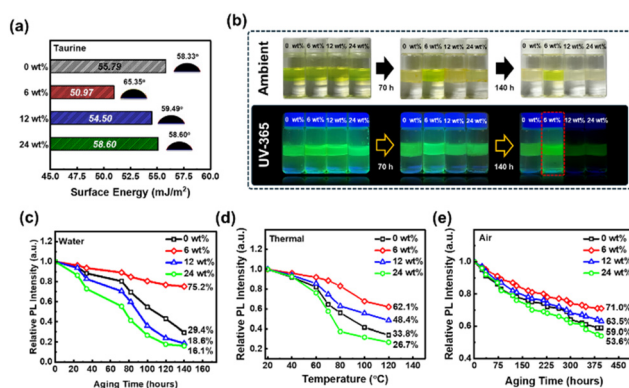 (a)
Taurine
0 wt%
55.79
58.33°
6 wt%
50.97
65.35°
12 wt%
54.50
59.49°
24 wt%
58.60
58.60°
45.0 48.0 51.0 54.0 57.0 60.0
Surface Energy (mJ/m²)
(b)
Ambient
0 wt% 6 wt% 12 wt% 24 wt%
70 h
0 wt% 6 wt% 12 wt% 24 wt%
140 h
0 wt% 6 wt% 12 wt% 24 wt%
UV-365
0 wt% 6 wt% 12 wt% 24 wt%
70 h
0 wt% 6 wt% 12 wt% 24 wt%
140 h
0 wt% 6 wt% 12 wt% 24 wt%
(c)
Water
0 wt%
6 wt%
12 wt%
24 wt%
75.2%
29.4%
18.6%
16.1%
Relative PL Intensity (a.u.)
1.0
0.8
0.6
0.4
0.2
0.0
0 20 40 60 80 100 120 140 160
Aging Time (hours)
(d)
Thermal
0 wt%
6 wt%
12 wt%
24 wt%
62.1%
48.4%
33.8%
26.7%
Relative PL Intensity (a.u.)
1.0
0.8
0.6
0.4
0.2
20 40 60 80 100 120 140
Temperature (°C)
(e)
Air
0 wt%
6 wt%
12 wt%
24 wt%
71.0%
63.5%
59.0%
53.6%
Relative PL Intensity (a.u.)
1.0
0.8
0.6
0.4
0 75 150 225 300 375 450
Aging Time (hours)